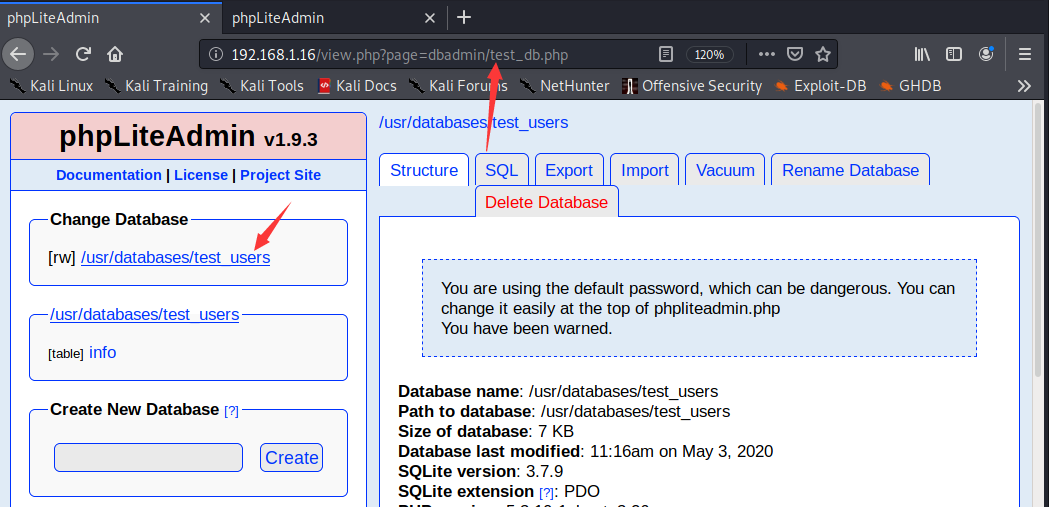 phpLiteAdmin × phpLiteAdmin × +
192.168.1.16/view.php?page=dbadmin/test_db.php 120%
Kali Linux Kali Training Kali Tools Kali Docs Kali Forums NetHunter Offensive Security Exploit-DB GHDB
phpLiteAdmin v1.9.3
Documentation | License | Project Site
Change Database
[rw] /usr/databases/test_users
/usr/databases/test_users
[table] info
Create New Database [?]
Create
/usr/databases/test_users
Structure SQL Export Import Vacuum Rename Database
Delete Database
You are using the default password, which can be dangerous. You can
change it easily at the top of phpliteadmin.php
You have been warned.
Database name: /usr/databases/test_users
Path to database: /usr/databases/test_users
Size of database: 7 KB
Database last modified: 11:16am on May 3, 2020
SQLite version: 3.7.9
SQLite extension [?]: PDO